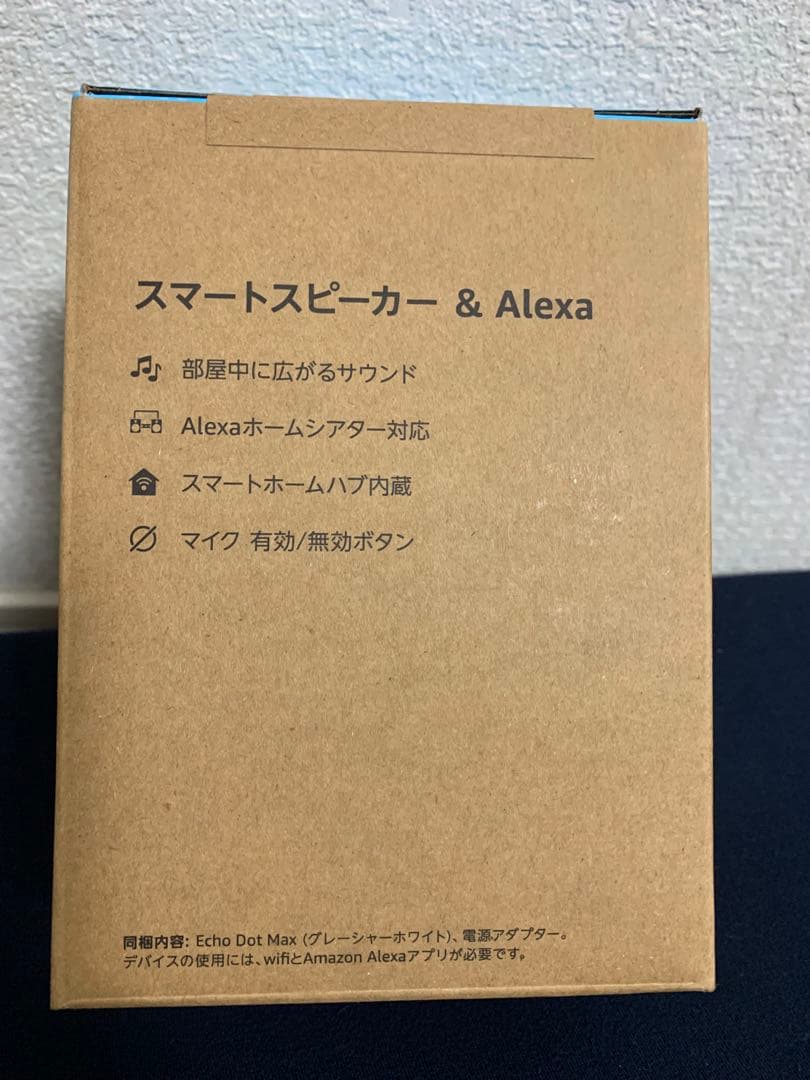 スマートスピーカー & Alexa
部屋中に広がるサウンド
Alexaホームシアター対応
スマートホームハブ内蔵
マイク 有効/無効ボタン
同梱内容: Echo Dot Max (グレーシャーホワイト)、電源アダプター。
デバイスの使用には、wifiとAmazon Alexaアプリが必要です。